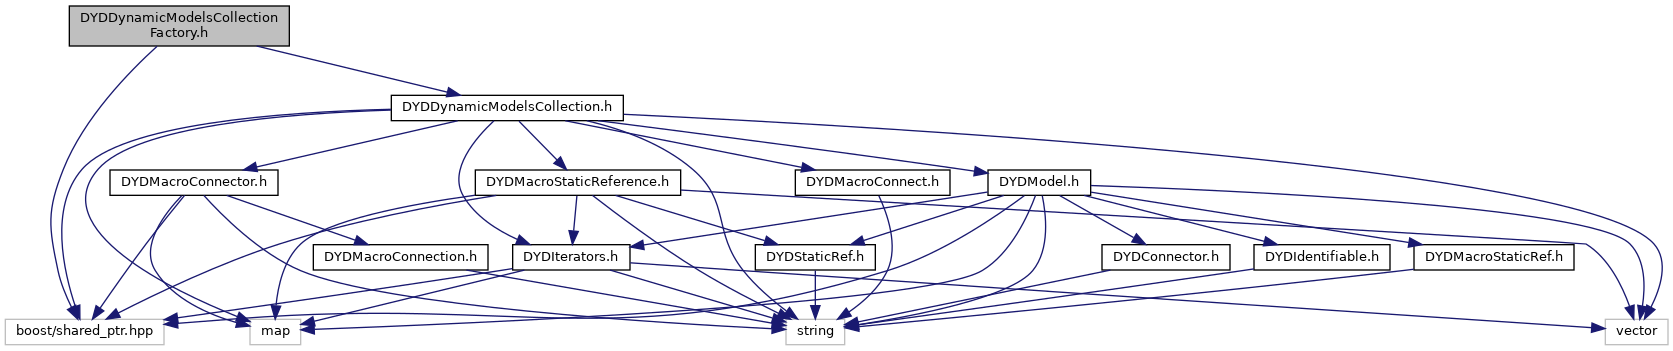 DYDDynamicModelsCollection
Factory.h
DYDDynamicModelsCollection.h
DYDMacroConnector.h
DYDMacroStaticReference.h
DYDMacroConnect.h
DYDModel.h
DYDMacroConnection.h
DYDIterators.h
DYDStaticRef.h
DYDConnector.h
DYDIdentifiable.h
DYDMacroStaticRef.h
boost/shared_ptr.hpp
map
string
vector